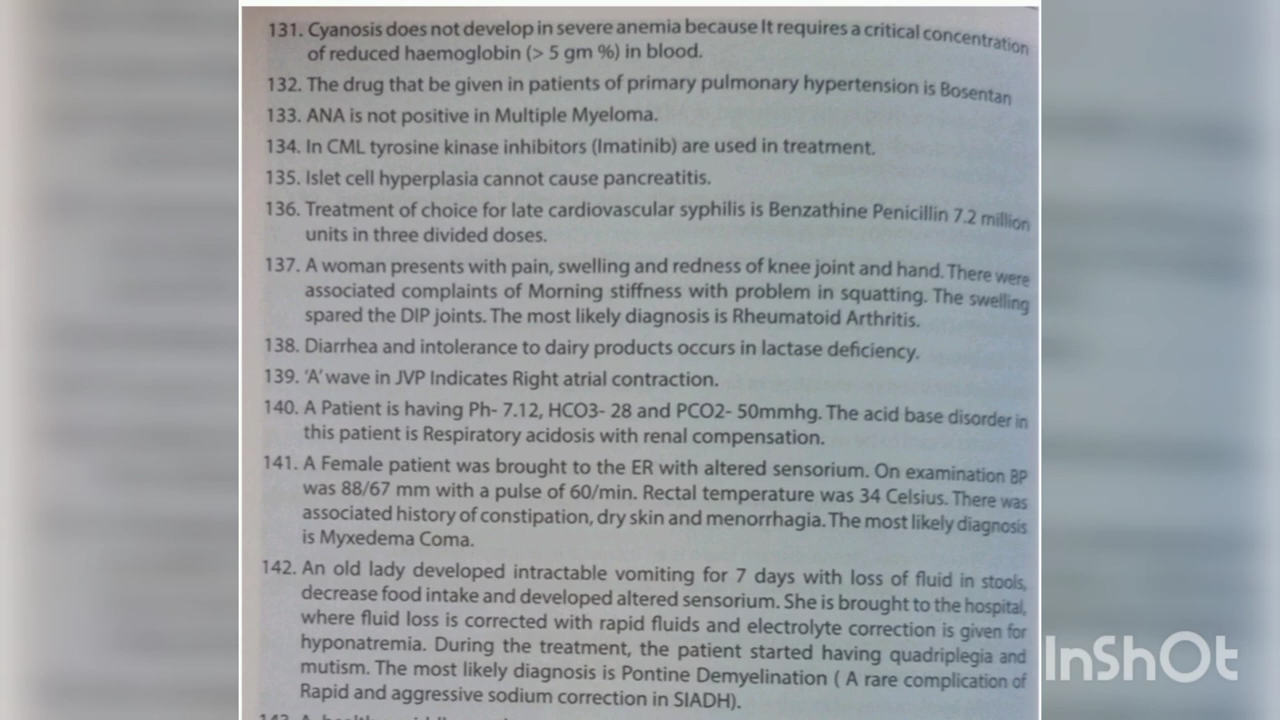 131. Cyanosis does not develop in severe anemia because It requires a critical concentration
of reduced haemoglobin (> 5 gm %) in blood.
132. The drug that be given in patients of primary pulmonary hypertension is Bosentan
133. ANA is not positive in Multiple Myeloma.
134. In CML tyrosine kinase inhibitors (Imatinib) are used in treatment.
135. Islet cell hyperplasia cannot cause pancreatitis.
136. Treatment of choice for late cardiovascular syphilis is Benzathine Penicillin 7.2 million
units in three divided doses.
137. A woman presents with pain, swelling and redness of knee joint and hand. There were
associated complaints of Morning stiffness with problem in squatting. The swelling
spared the DIP joints. The most likely diagnosis is Rheumatoid Arthritis.
138. Diarrhea and intolerance to dairy products occurs in lactase deficiency.
139. ‘A’ wave in JVP Indicates Right atrial contraction.
140. A Patient is having Ph- 7.12, HCO3- 28 and PCO2- 50mmhg. The acid base disorder in
this patient is Respiratory acidosis with renal compensation.
141. A Female patient was brought to the ER with altered sensorium. On examination BP
was 88/67 mm with a pulse of 60/min. Rectal temperature was 34 Celsius. There was
associated history of constipation, dry skin and menorrhagia. The most likely diagnosis
is Myxedema Coma.
142. An old lady developed intractable vomiting for 7 days with loss of fluid in stools,
decrease food intake and developed altered sensorium. She is brought to the hospital,
where fluid loss is corrected with rapid fluids and electrolyte correction is given for
hyponatremia. During the treatment, the patient started having quadriplegia and
mutism. The most likely diagnosis is Pontine Demyelination ( A rare complication of
Rapid and aggressive sodium correction in SIADH).
InShOt